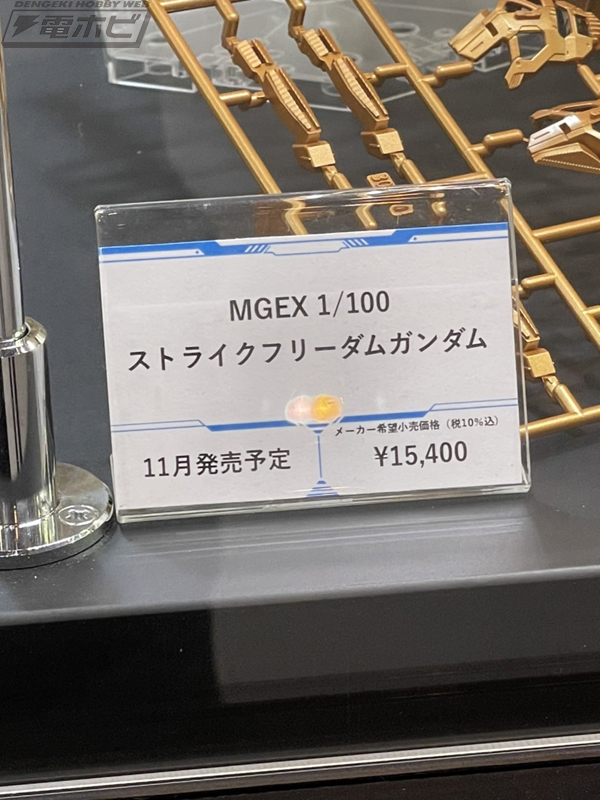 DENGEKI HOBBY WEB
電ホビ
MGEX 1/100
ストライクフリーダムガンダム
メーカー希望小売価格（税10%込）
11月発売予定
¥15,400